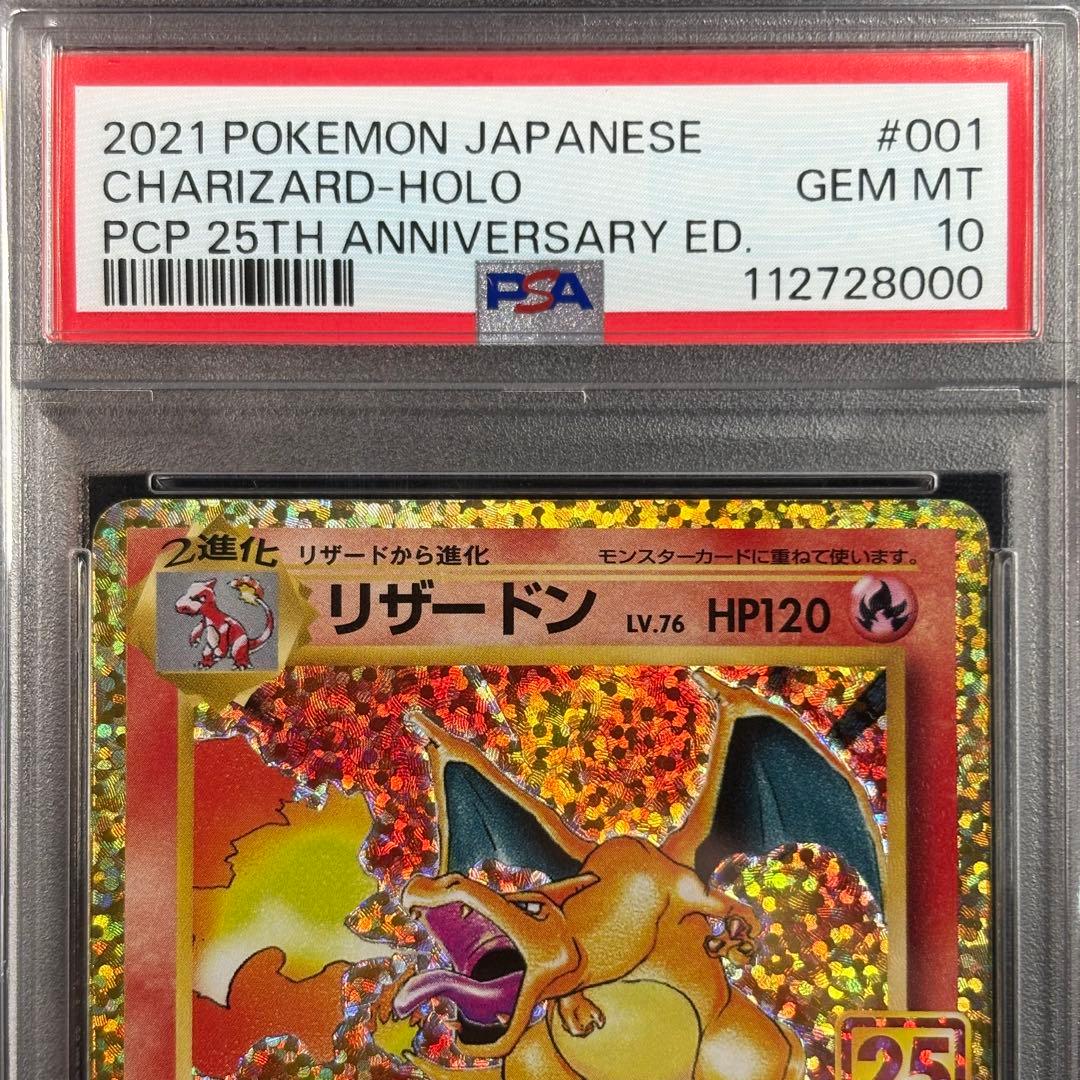 2021 POKEMON JAPANESE #001
CHARIZARD-HOLO GEM MT
PCP 25TH ANNIVERSARY ED. 10
PSA 112728000
2進化 リザードから進化 モンスターカードに重ねて使います。
リザードン LV.76 HP120
25